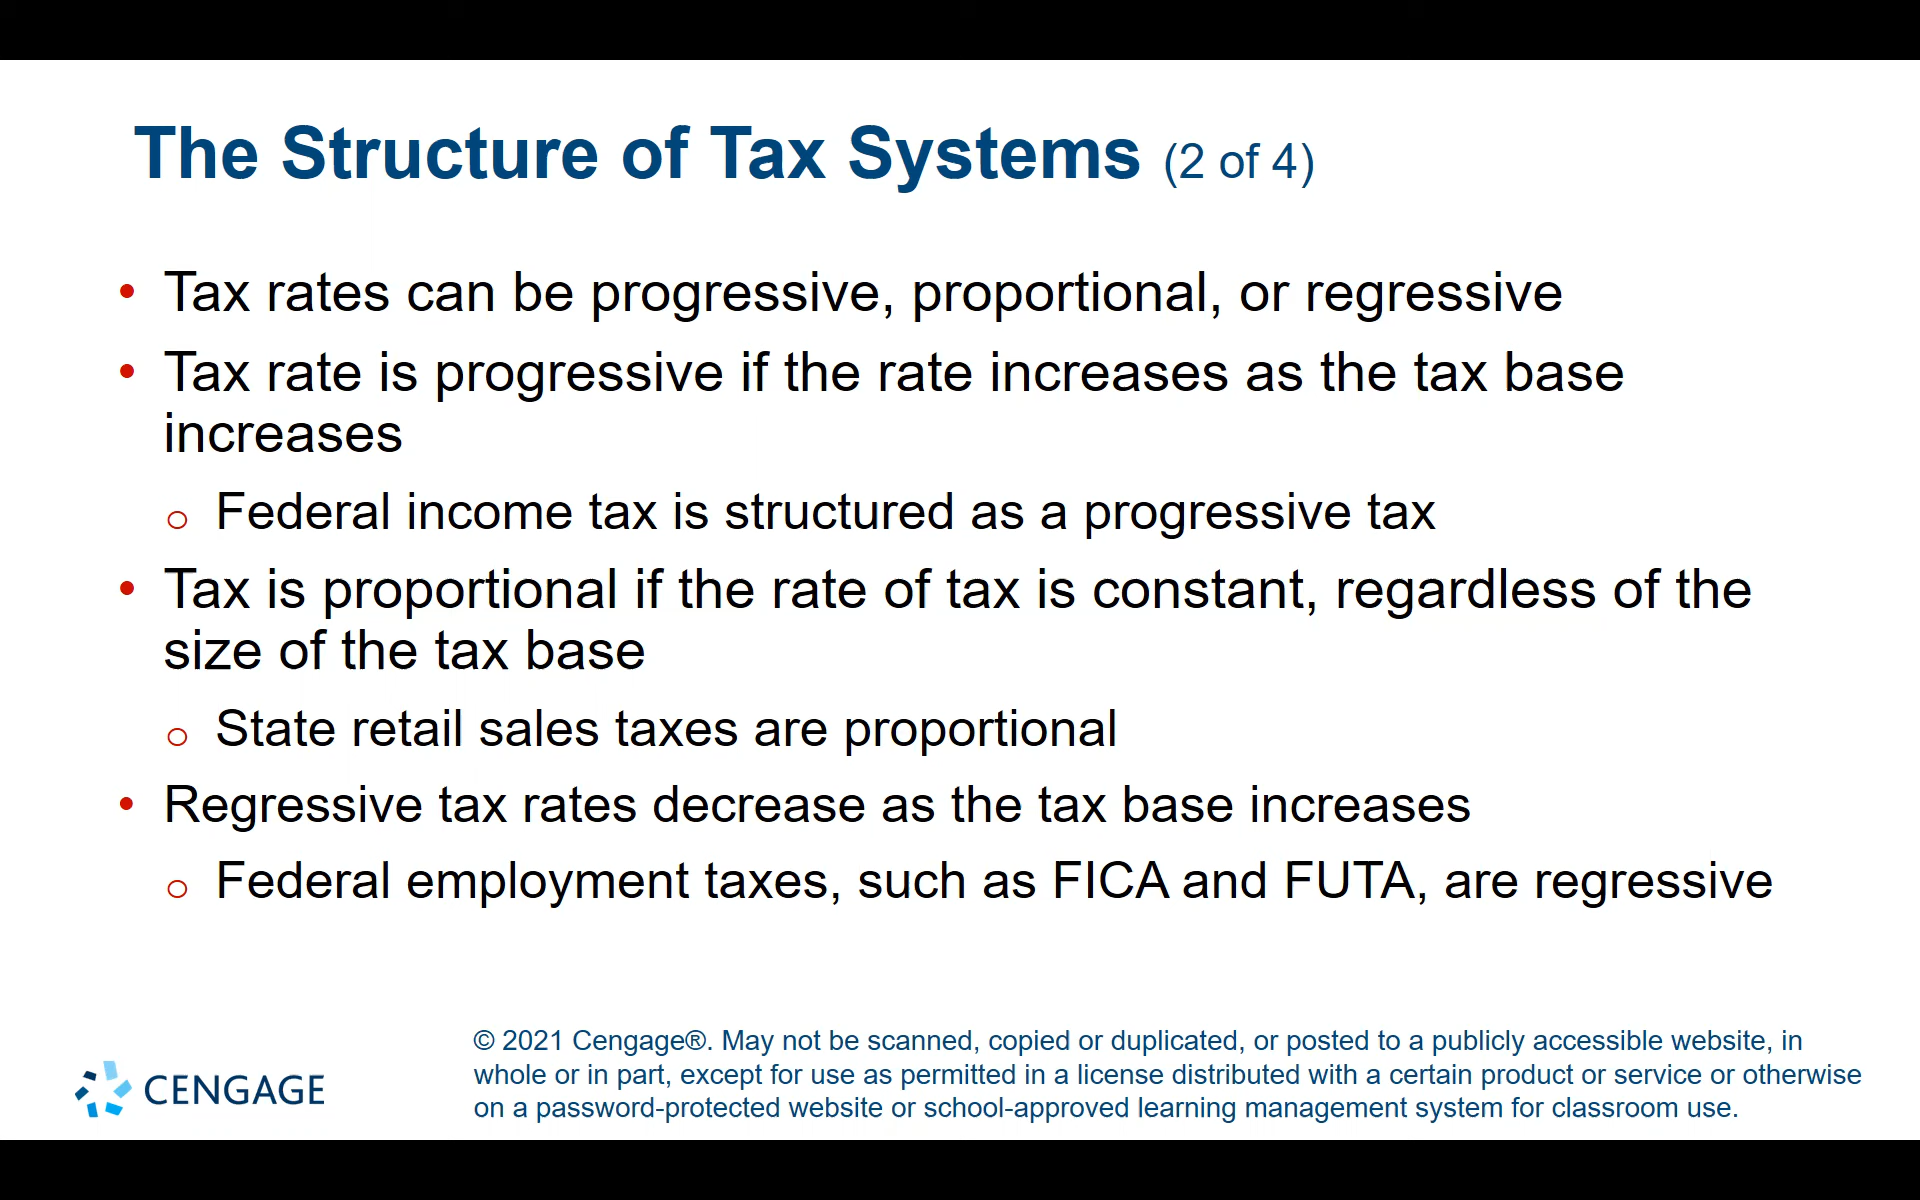 The Structure of Tax Systems (2 of 4)
• Tax rates can be progressive, proportional, or regressive
• Tax rate is progressive if the rate increases as the tax base
increases
o Federal income tax is structured as a progressive tax
• Tax is proportional if the rate of tax is constant, regardless of the
size of the tax base
o State retail sales taxes are proportional
• Regressive tax rates decrease as the tax base increases
o Federal employment taxes, such as FICA and FUTA, are regressive
CENGAGE
© 2021 Cengage®. May not be scanned, copied or duplicated, or posted to a publicly accessible website, in
whole or in part, except for use as permitted in a license distributed with a certain product or service or otherwise
on a password-protected website or school-approved learning management system for classroom use.